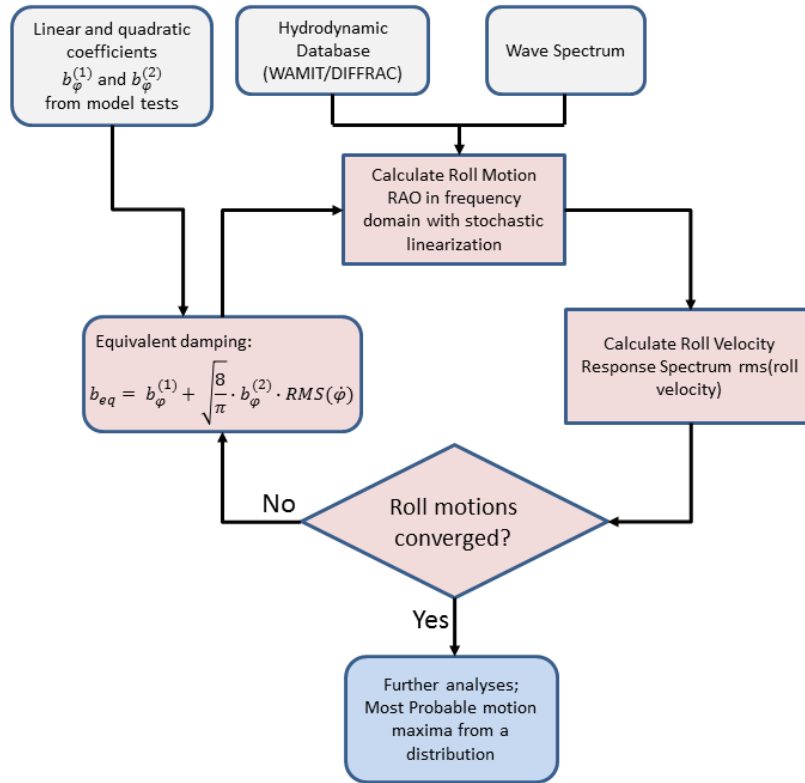 Linear and quadratic
coefficients
b_φ^(1) and b_φ^(2)
from model tests
Hydrodynamic
Database
(WAMIT/DIFFRAC)
Wave Spectrum
Calculate Roll Motion
RAO in frequency
domain with stochastic
linearization
Equivalent damping:
b_eq = b_φ^(1) + √(8/π) · b_φ^(2) · RMS(φ̇)
Calculate Roll Velocity
Response Spectrum rms(roll
velocity)
No
Roll motions
converged?
Yes
Further analyses;
Most Probable motion
maxima from a
distribution